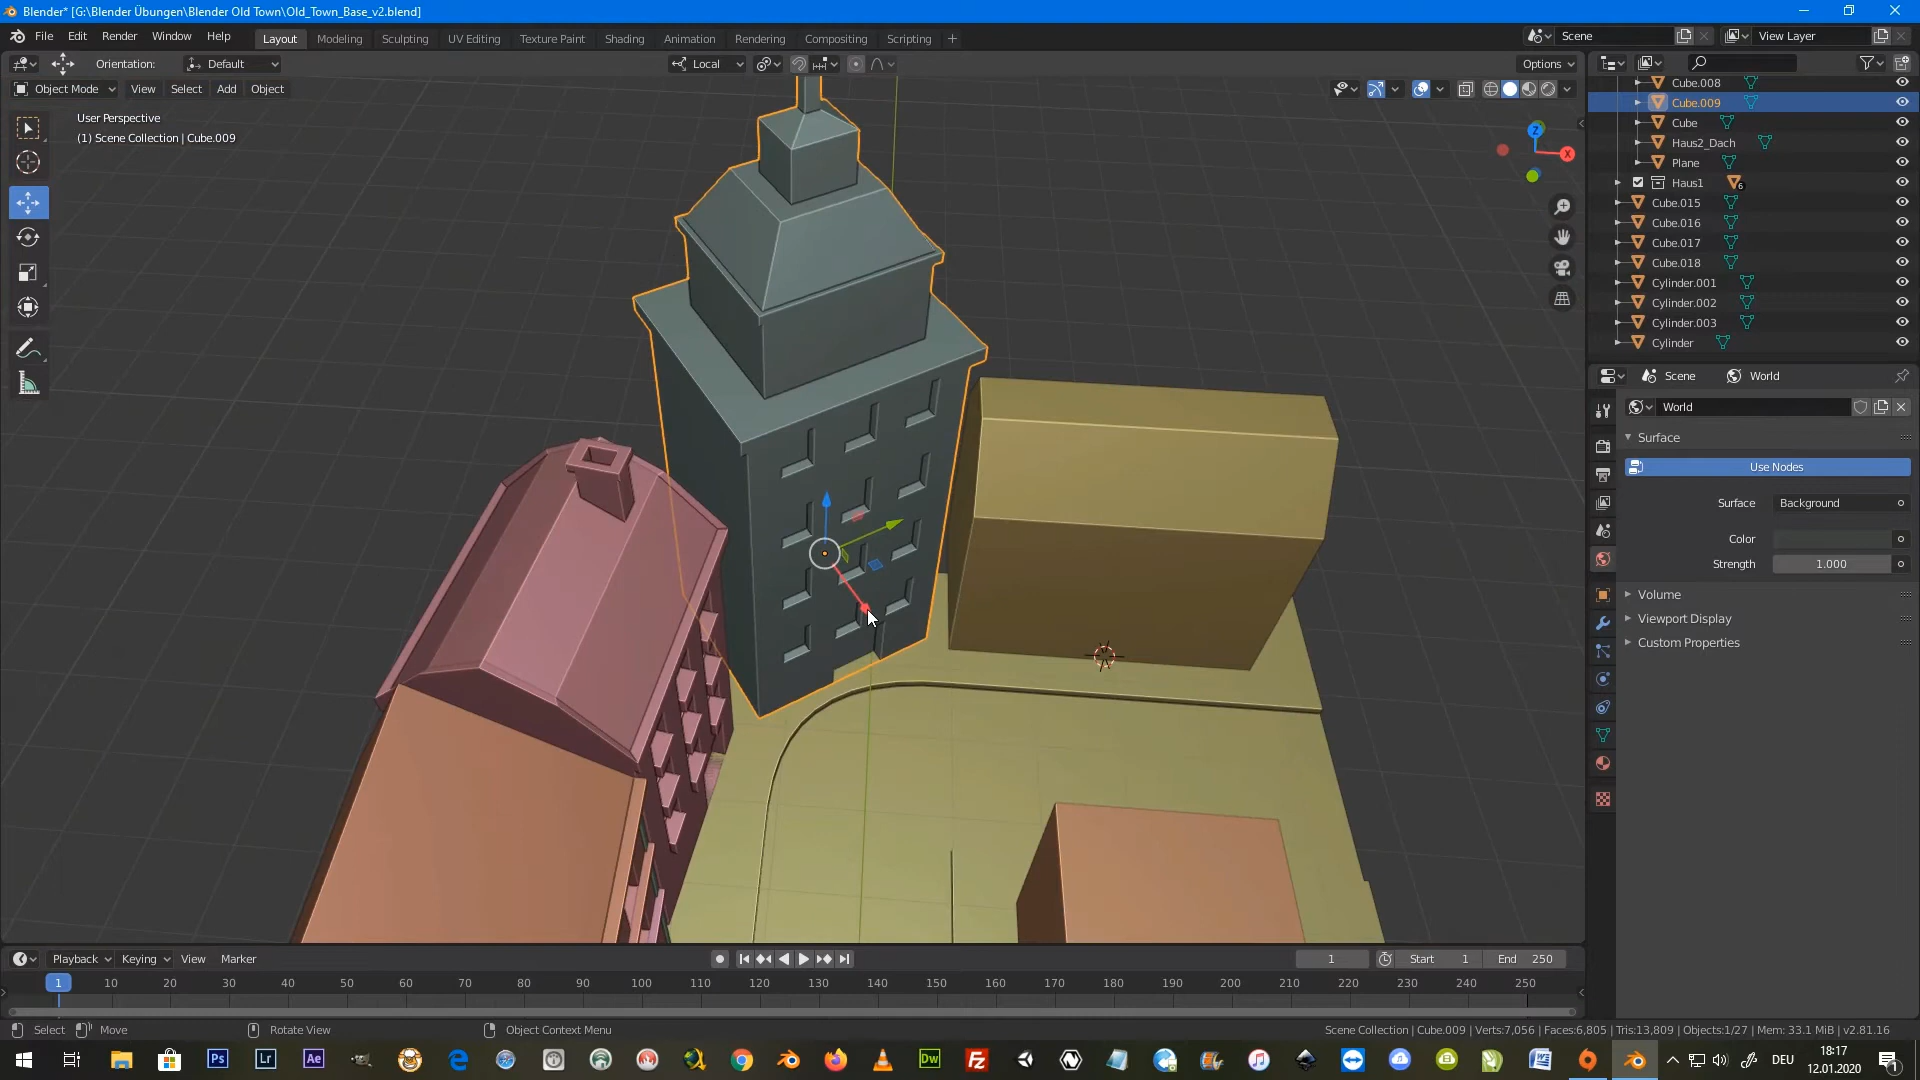 Blender* [G:\Blender Übungen\Blender Old Town\Old_Town_Base_v2.blend]
File Edit Render Window Help
Layout Modeling Sculpting UV Editing Texture Paint Shading Animation Rendering Compositing Scripting +
Scene View Layer
Orientation: Default Local Options
Object Mode View Select Add Object
User Perspective
(1) Scene Collection | Cube.009
Z
X
Cube.008
Cube.009
Cube
Haus2_Dach
Plane
Haus1 6
Cube.015
Cube.016
Cube.017
Cube.018
Cylinder.001
Cylinder.002
Cylinder.003
Cylinder
Scene World
World
Surface
Use Nodes
Surface Background
Color
Strength 1.000
Volume
Viewport Display
Custom Properties
Playback Keying View Marker
1 Start 1 End 250
1 10 20 30 40 50 60 70 80 90 100 110 120 130 140 150 160 170 180 190 200 210 220 230 240 250
Select Move Rotate View Object Context Menu
Scene Collection | Cube.009 | Verts:7,056 | Faces:6,805 | Tris:13,809 | Objects:1/27 | Mem: 33.1 MiB | v2.81.16
Ps Lr Ae Dw DEU
18:17
12.01.2020
1